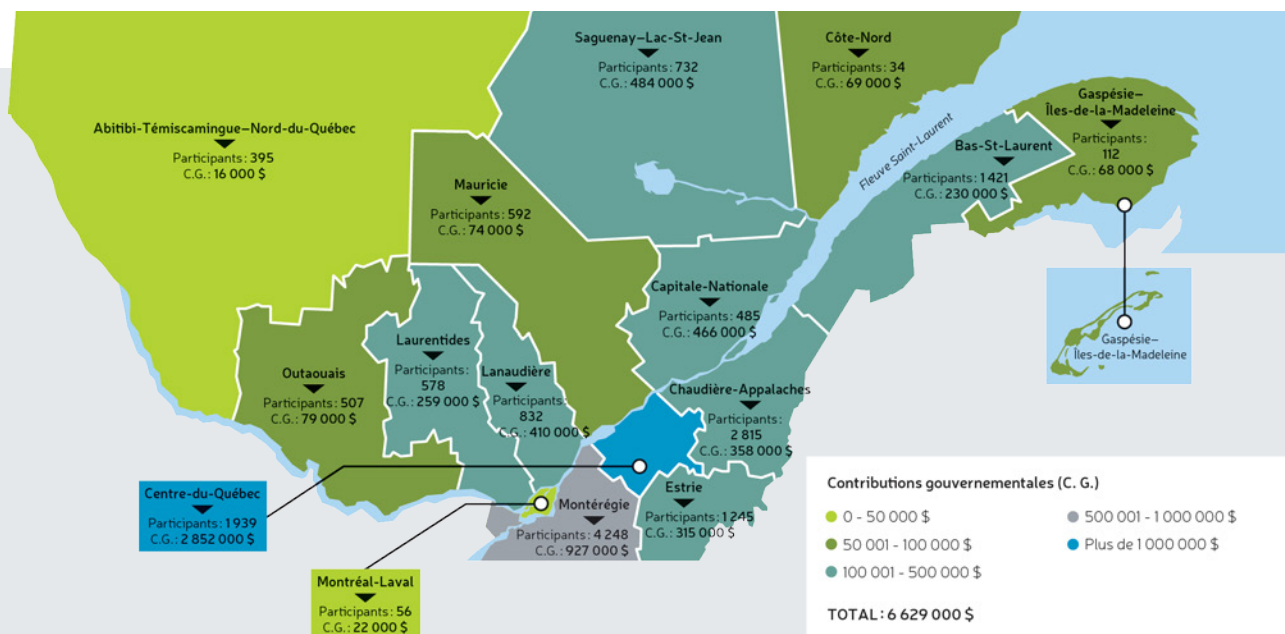 Saguenay–Lac-St-Jean
Participants: 732
C.G.: 484 000 $
Côte-Nord
Participants: 34
C.G.: 69 000 $
Gaspésie–
Îles-de-la-Madeleine
Participants:
112
C.G.: 68 000 $
Abitibi-Témiscamingue–Nord-du-Québec
Participants: 395
C.G.: 16 000 $
Fleuve Saint-Laurent
Bas-St-Laurent
Participants: 1 421
C.G.: 230 000 $
Mauricie
Participants: 592
C.G.: 74 000 $
Capitale-Nationale
Participants: 485
C.G.: 466 000 $
Gaspésie–
Îles-de-la-Madeleine
Laurentides
Participants:
578
C.G.: 259 000 $
Lanaudière
Participants:
832
C.G.: 410 000 $
Outaouais
Participants: 507
C.G.: 79 000 $
Chaudière-Appalaches
Participants:
2 815
C.G.: 358 000 $
Centre-du-Québec
Participants: 1 939
C.G.: 2 852 000 $
Montérégie
Participants: 4 248
C.G.: 927 000 $
Estrie
Participants: 1 245
C.G.: 315 000 $
Montréal-Laval
Participants: 56
C.G.: 22 000 $
Contributions gouvernementales (C. G.)
0 - 50 000 $
50 001 - 100 000 $
100 001 - 500 000 $
500 001 - 1 000 000 $
Plus de 1 000 000 $
TOTAL: 6 629 000 $